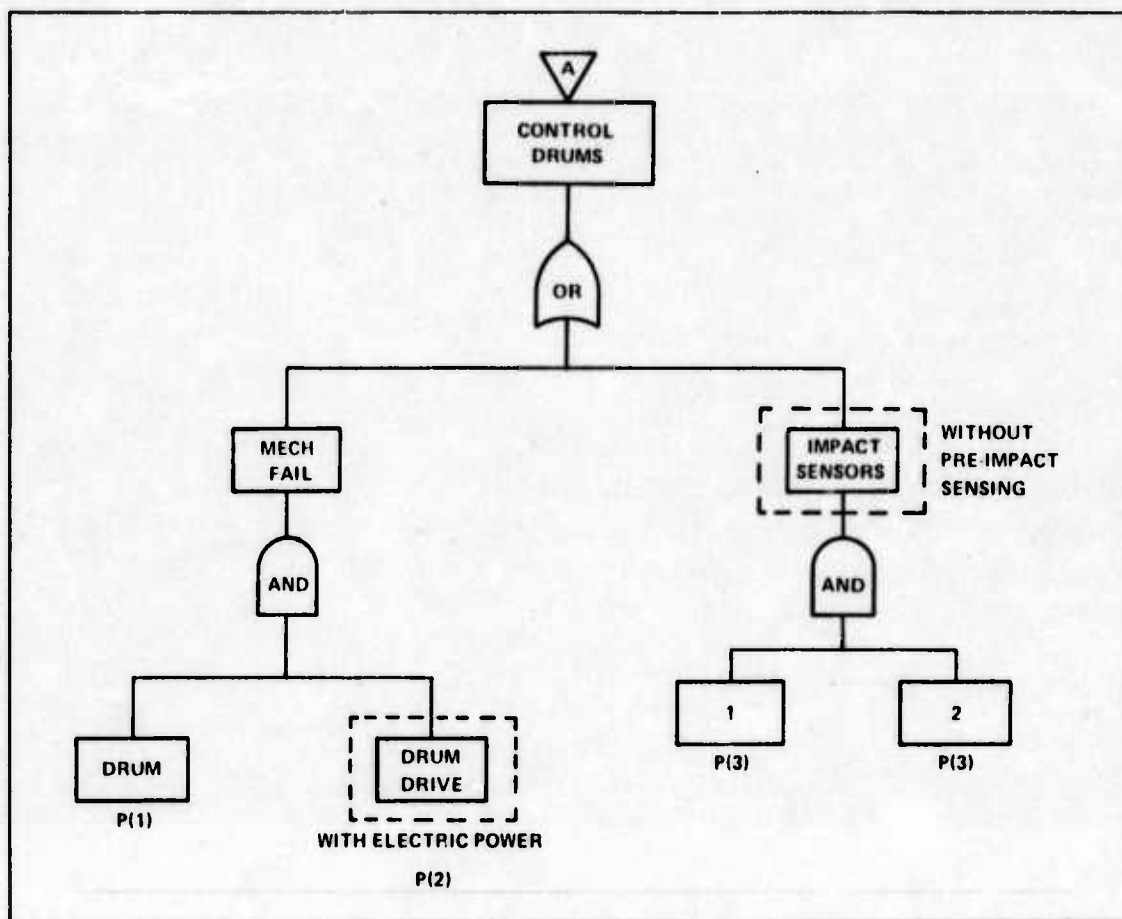 A
CONTROL
DRUMS
OR
MECH
FAIL
IMPACT
SENSORS
WITHOUT
PRE-IMPACT
SENSING
AND
AND
DRUM
P(1)
DRUM
DRIVE
WITH ELECTRIC POWER
P(2)
1
P(3)
2
P(3)